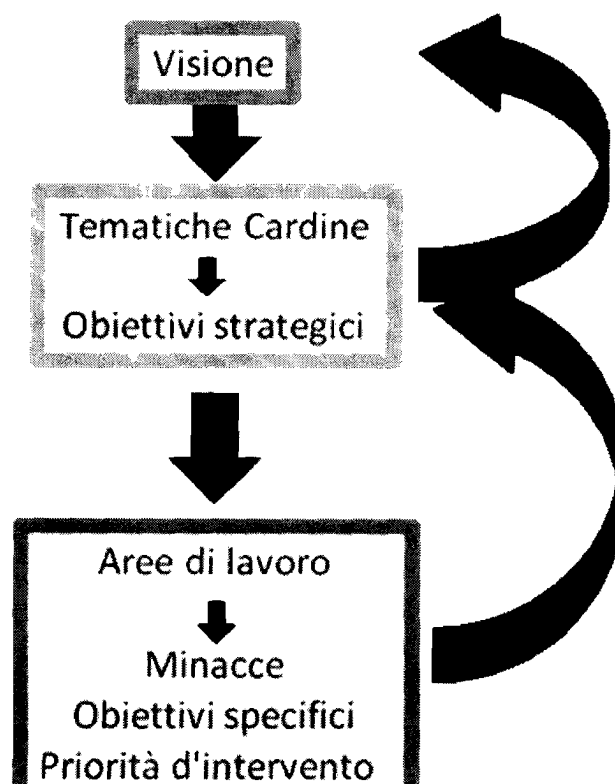 Visione
Tematiche Cardine
Obiettivi strategici
Aree di lavoro
Minacce
Obiettivi specifici
Priorità d'intervento